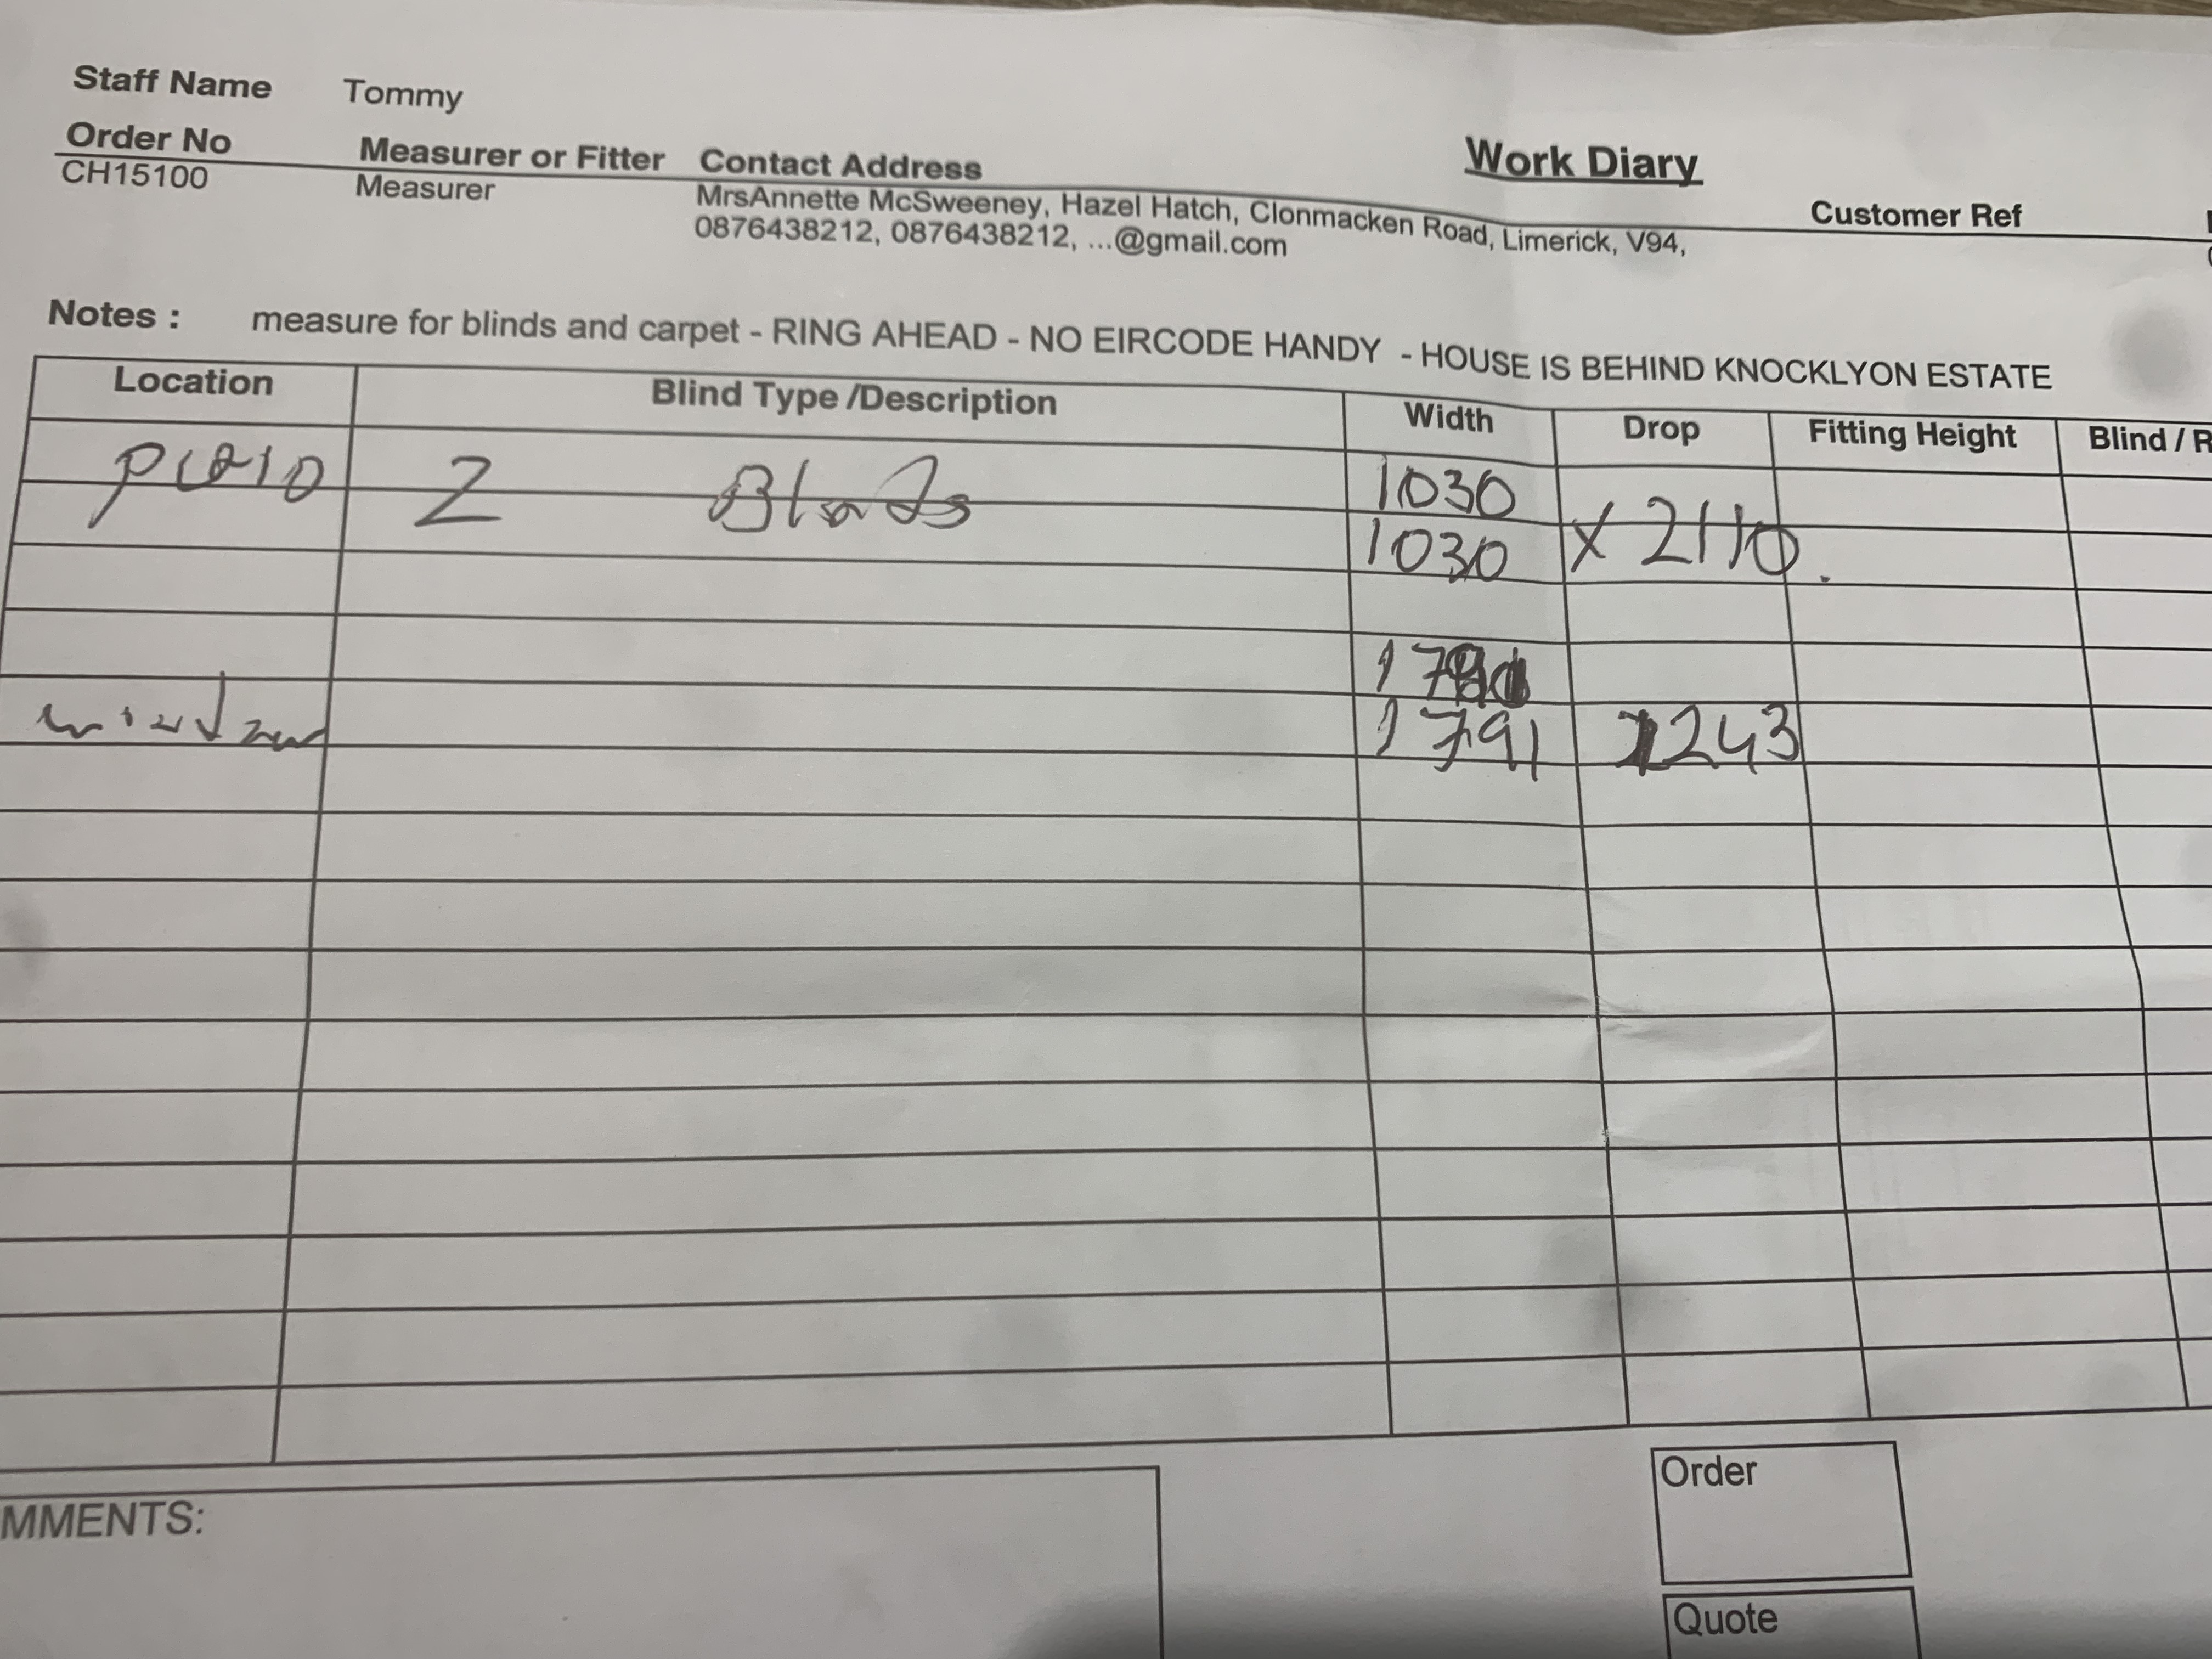 Staff Name Tommy
Work Diary
Order No Measurer or Fitter Contact Address Customer Ref
CH15100 Measurer MrsAnnette McSweeney, Hazel Hatch, Clonmacken Road, Limerick, V94,
0876438212, 0876438212, ...@gmail.com
Notes : measure for blinds and carpet - RING AHEAD - NO EIRCODE HANDY - HOUSE IS BEHIND KNOCKLYON ESTATE
Location Blind Type /Description Width Drop Fitting Height Blind / R
2 Blinds 1030
1030 x 2110.
1791 1243
MMENTS:
Order
Quote